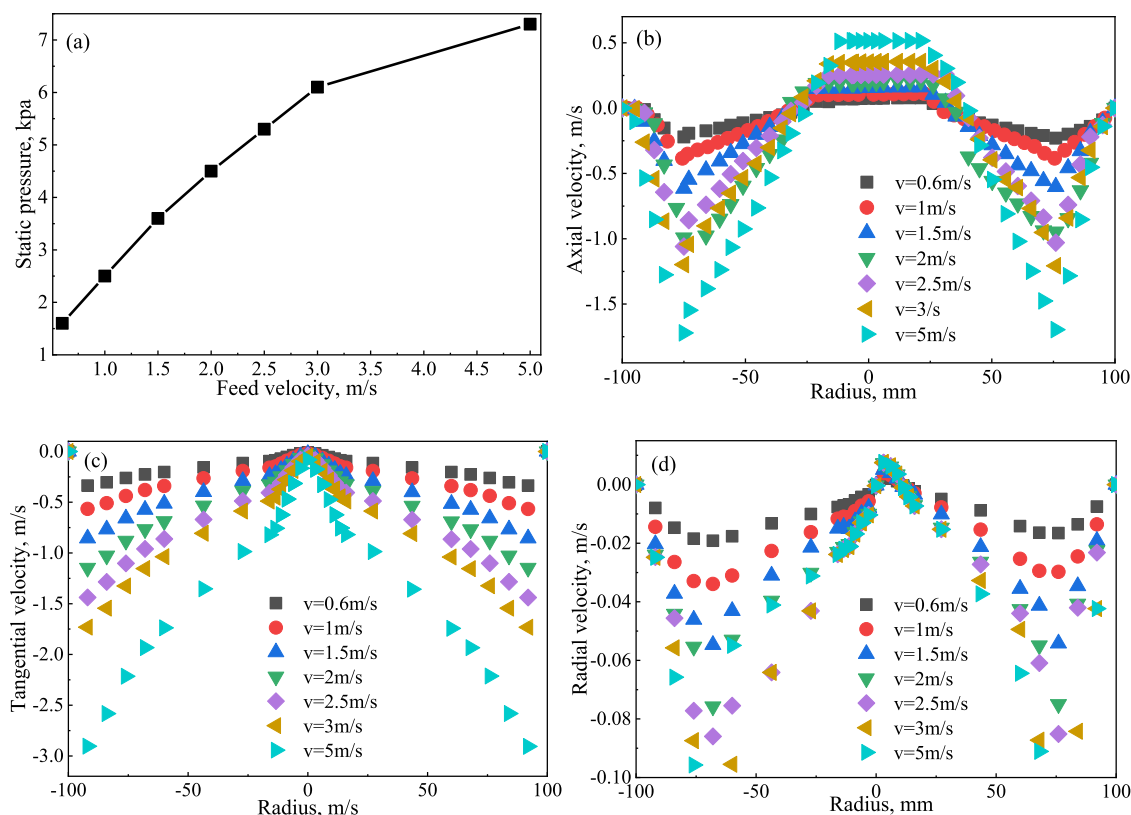 (a)
Static pressure, kpa
7
6
5
4
3
2
1
1.0 1.5 2.0 2.5 3.0 3.5 4.0 4.5 5.0
Feed velocity, m/s
(b)
Axial velocity, m/s
0.5
0.0
-0.5
-1.0
-1.5
v=0.6m/s
v=1m/s
v=1.5m/s
v=2m/s
v=2.5m/s
v=3/s
v=5m/s
-100 -50 0 50 100
Radius, mm
(c)
Tangential velocity, m/s
0.0
-0.5
-1.0
-1.5
-2.0
-2.5
-3.0
v=0.6m/s
v=1m/s
v=1.5m/s
v=2m/s
v=2.5m/s
v=3m/s
v=5m/s
-100 -50 0 50 100
Radius, m/s
(d)
Radial velocity, m/s
0.00
-0.02
-0.04
-0.06
-0.08
-0.10
v=0.6m/s
v=1m/s
v=1.5m/s
v=2m/s
v=2.5m/s
v=3m/s
v=5m/s
-100 -50 0 50 100
Radius, mm